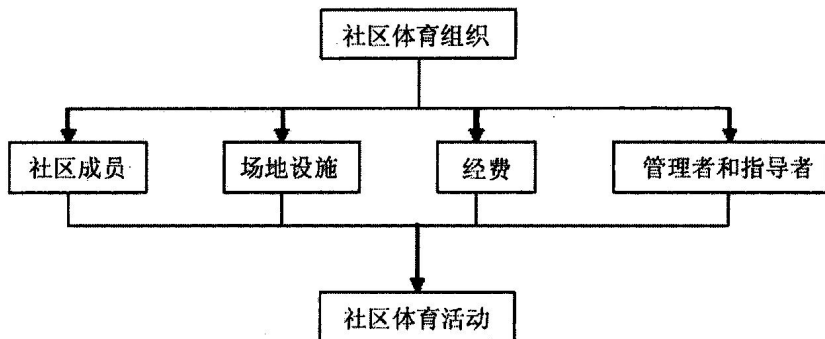 社区体育组织
社区成员
场地设施
经费
管理者和指导者
社区体育活动